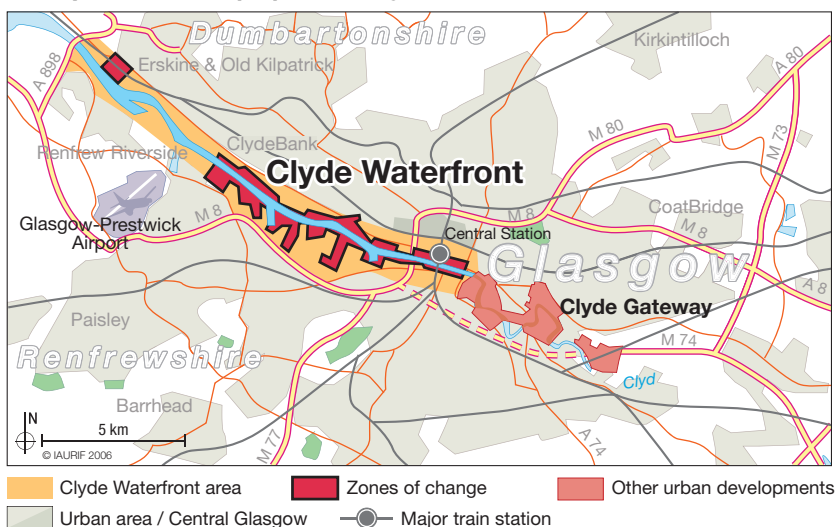 Dumbartonshire
Kirkintilloch
A 80
A 898
Erskine & Old Kilpatrick
M 80
M 73
ClydeBank
Renfrew Riverside
Clyde Waterfront
M 8
CoatBridge
Glasgow-Prestwick
Airport
M 8
Central Station
M 8
Glasgow
A 8
Clyde Gateway
Paisley
M 74
Renfrewshire
Clyd
Barrhead
N
5 km
M 77
A 74
© IAURIF 2006
Clyde Waterfront area
Zones of change
Other urban developments
Urban area / Central Glasgow
Major train station